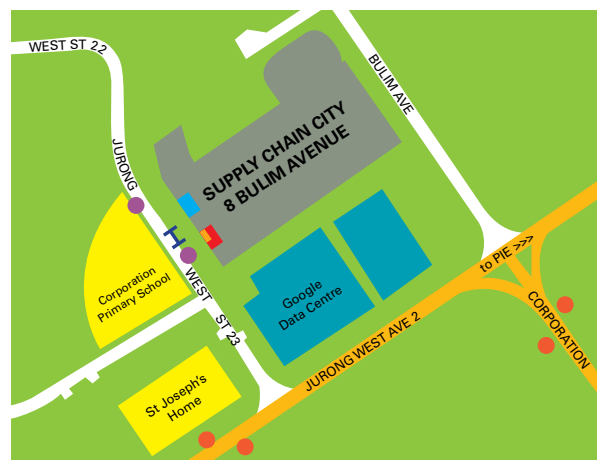 WEST ST 22
BULIM AVE
SUPPLY CHAIN CITY
8 BULIM AVENUE
JURONG
WEST ST 23
Corporation
Primary School
to PIE >>>
Google
Data Centre
CORPORATION
JURONG WEST AVE 2
St Joseph's
Home